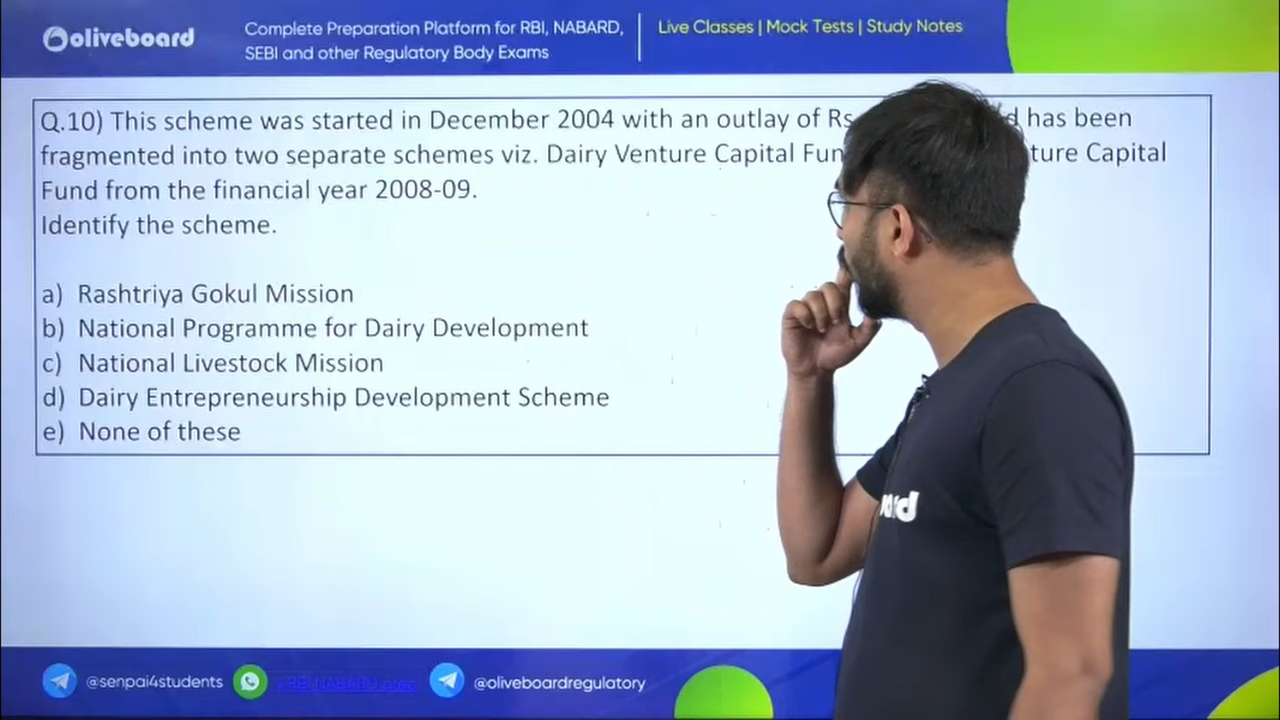 oliveboard
Complete Preparation Platform for RBI, NABARD,
SEBI and other Regulatory Body Exams
Live Classes | Mock Tests | Study Notes
Q.10) This scheme was started in December 2004 with an outlay of Rs has been
fragmented into two separate schemes viz. Dairy Venture Capital Capital
Fund from the financial year 2008-09.
Identify the scheme.
a) Rashtriya Gokul Mission
b) National Programme for Dairy Development
c) National Livestock Mission
d) Dairy Entrepreneurship Development Scheme
e) None of these
@senpai4students
@oliveboardregulatory